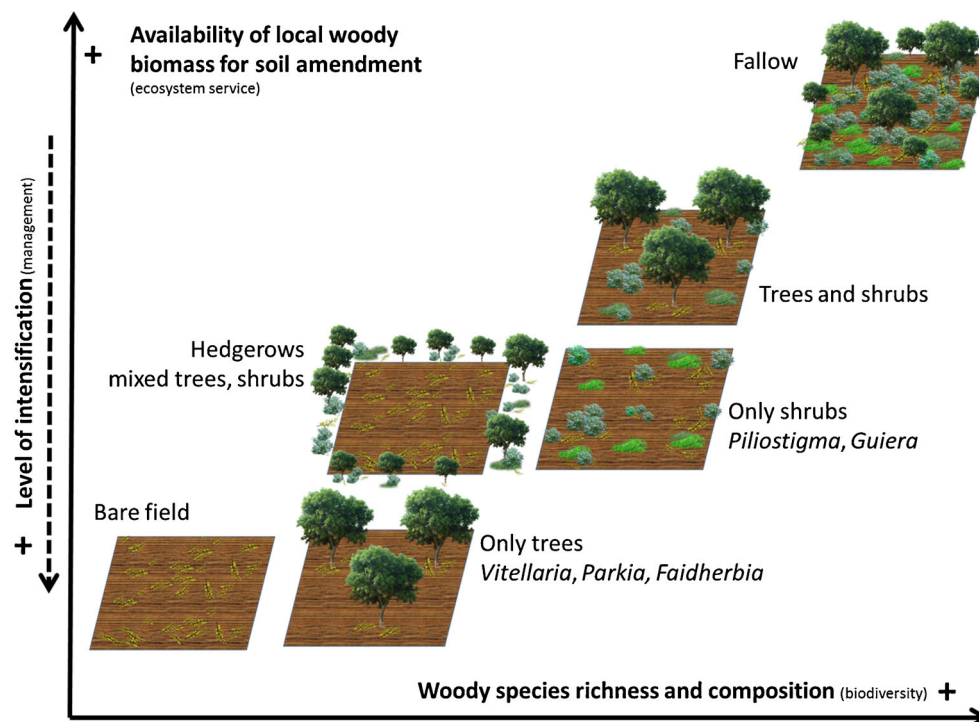 +
Availability of local woody
biomass for soil amendment
(ecosystem service)
Fallow
Trees and shrubs
Hedgerows
mixed trees, shrubs
Only shrubs
Piliostigma, Guiera
Bare field
Only trees
Vitellaria, Parkia, Faidherbia
+ Level of intensification (management)
Woody species richness and composition (biodiversity) +